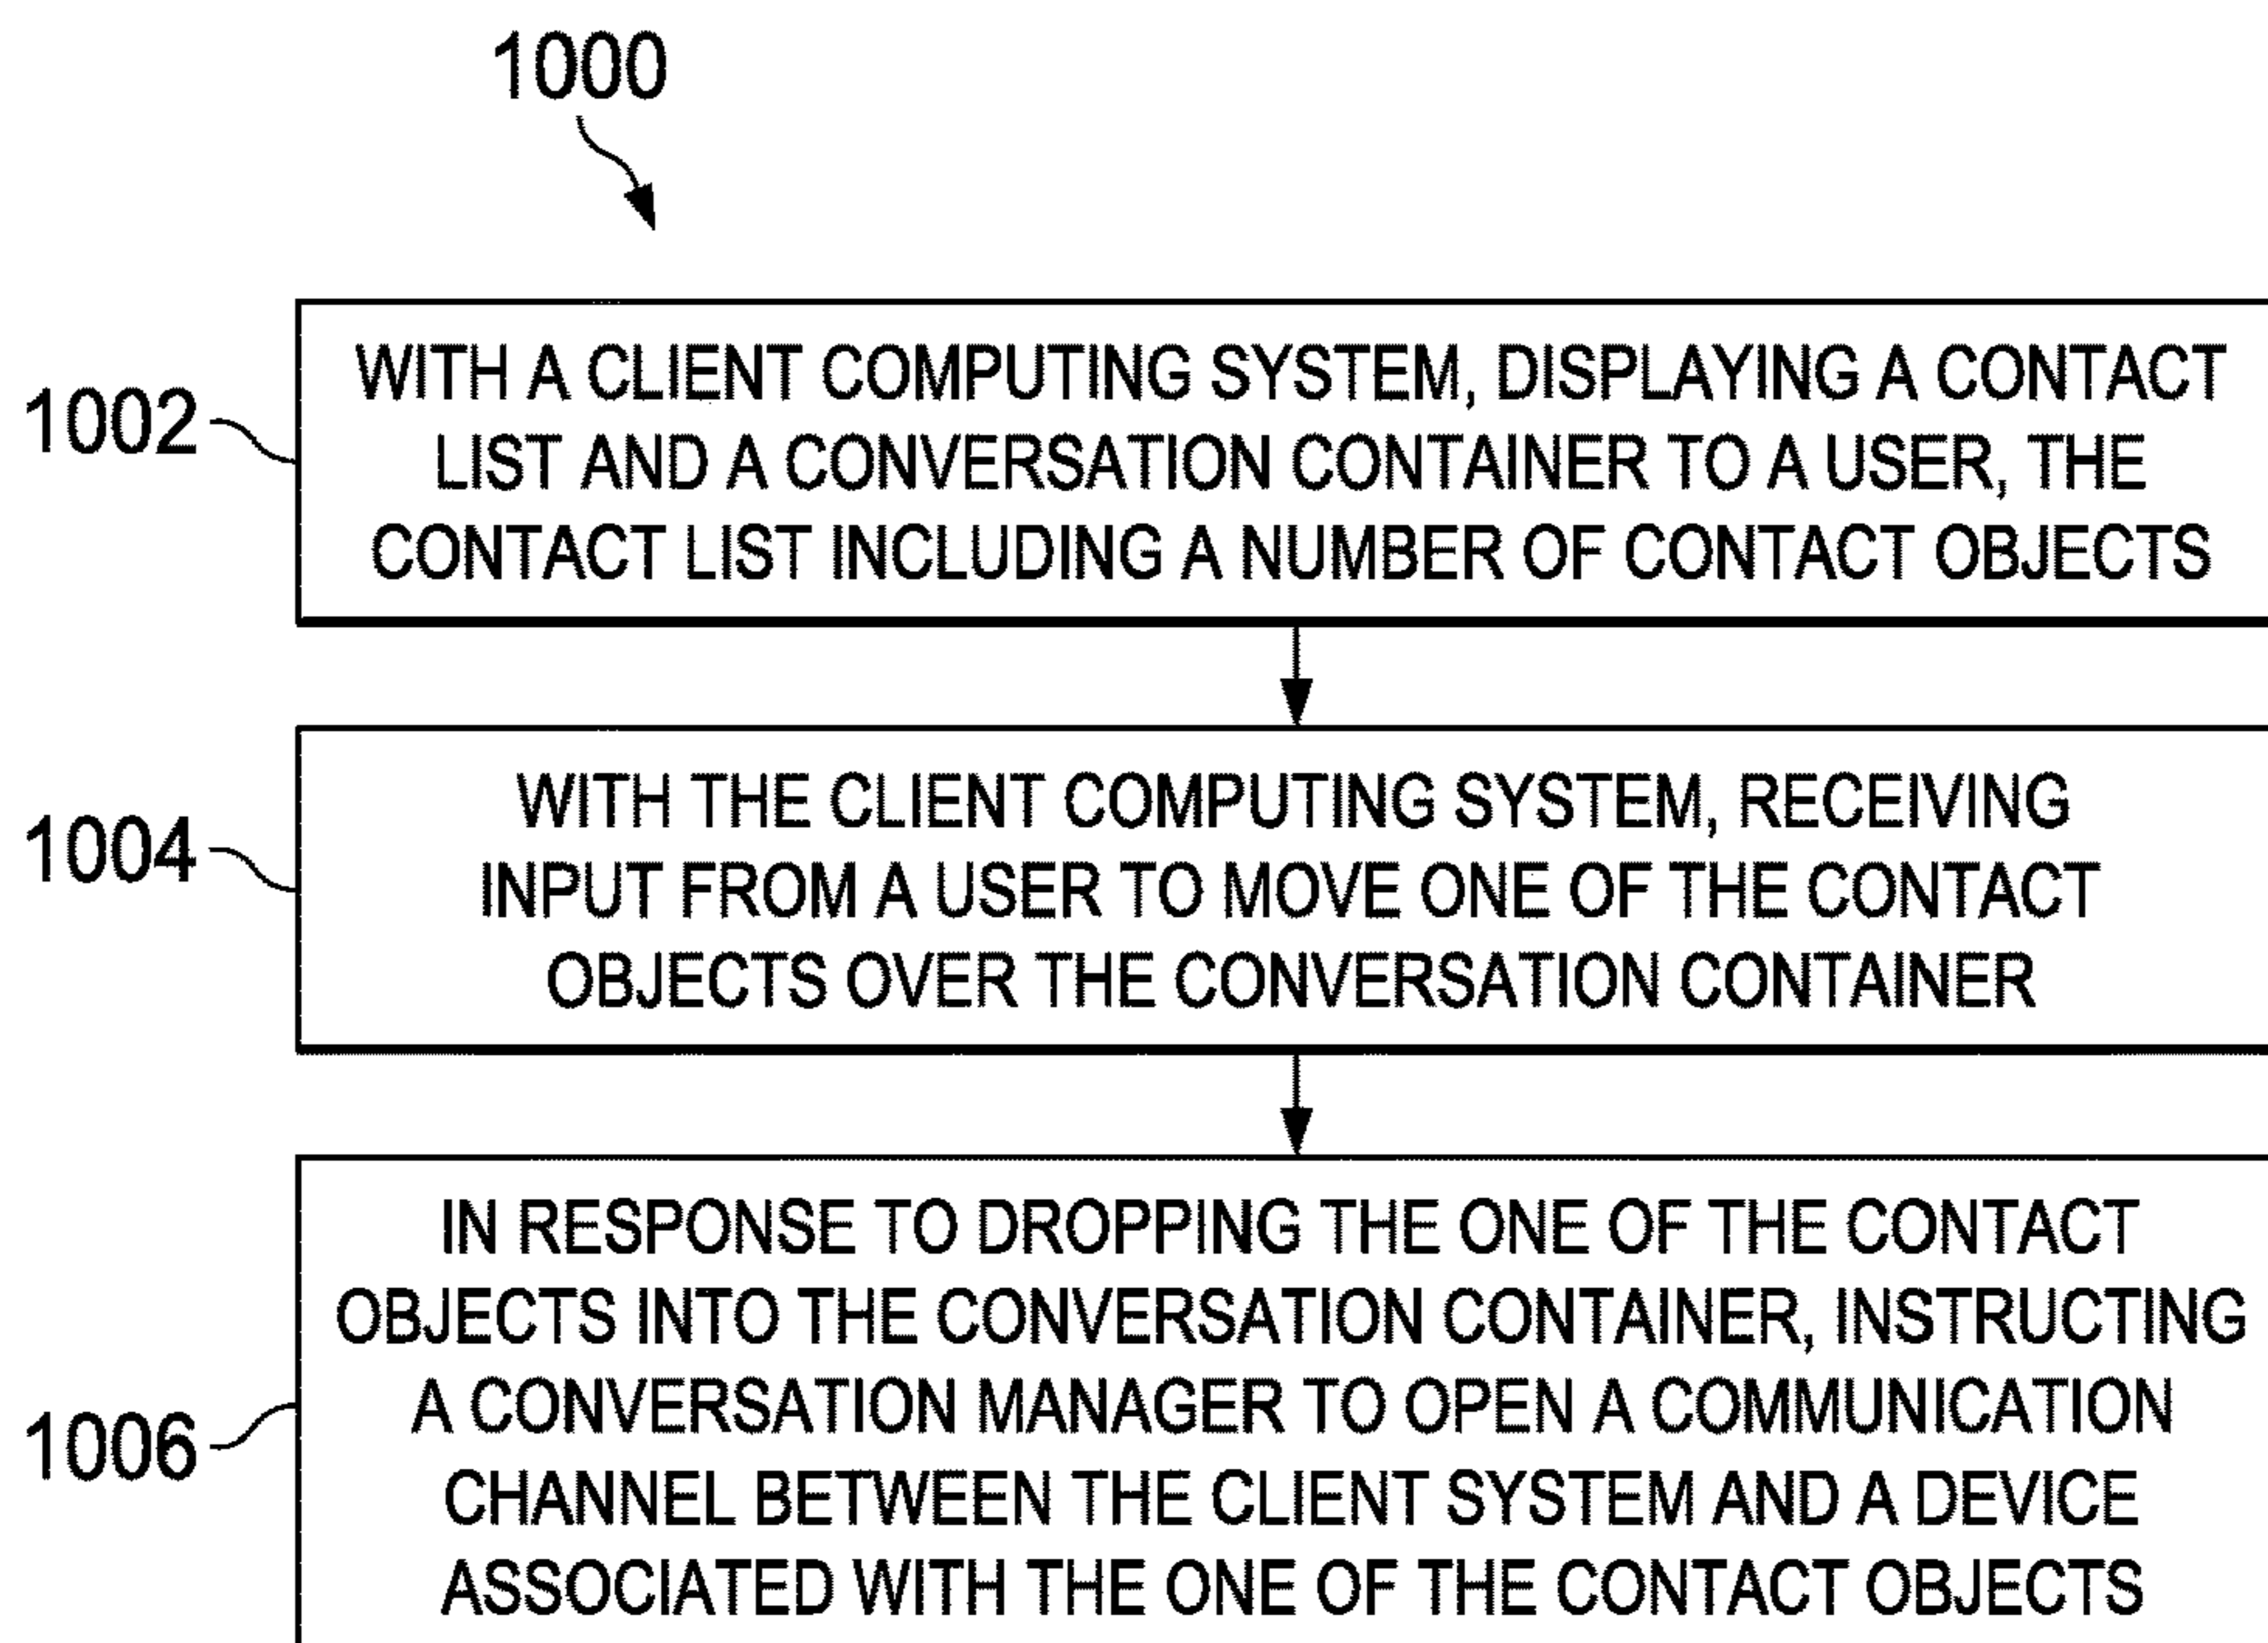 1000
1002
WITH A CLIENT COMPUTING SYSTEM, DISPLAYING A CONTACT
LIST AND A CONVERSATION CONTAINER TO A USER, THE
CONTACT LIST INCLUDING A NUMBER OF CONTACT OBJECTS
1004
WITH THE CLIENT COMPUTING SYSTEM, RECEIVING
INPUT FROM A USER TO MOVE ONE OF THE CONTACT
OBJECTS OVER THE CONVERSATION CONTAINER
1006
IN RESPONSE TO DROPPING THE ONE OF THE CONTACT
OBJECTS INTO THE CONVERSATION CONTAINER, INSTRUCTING
A CONVERSATION MANAGER TO OPEN A COMMUNICATION
CHANNEL BETWEEN THE CLIENT SYSTEM AND A DEVICE
ASSOCIATED WITH THE ONE OF THE CONTACT OBJECTS